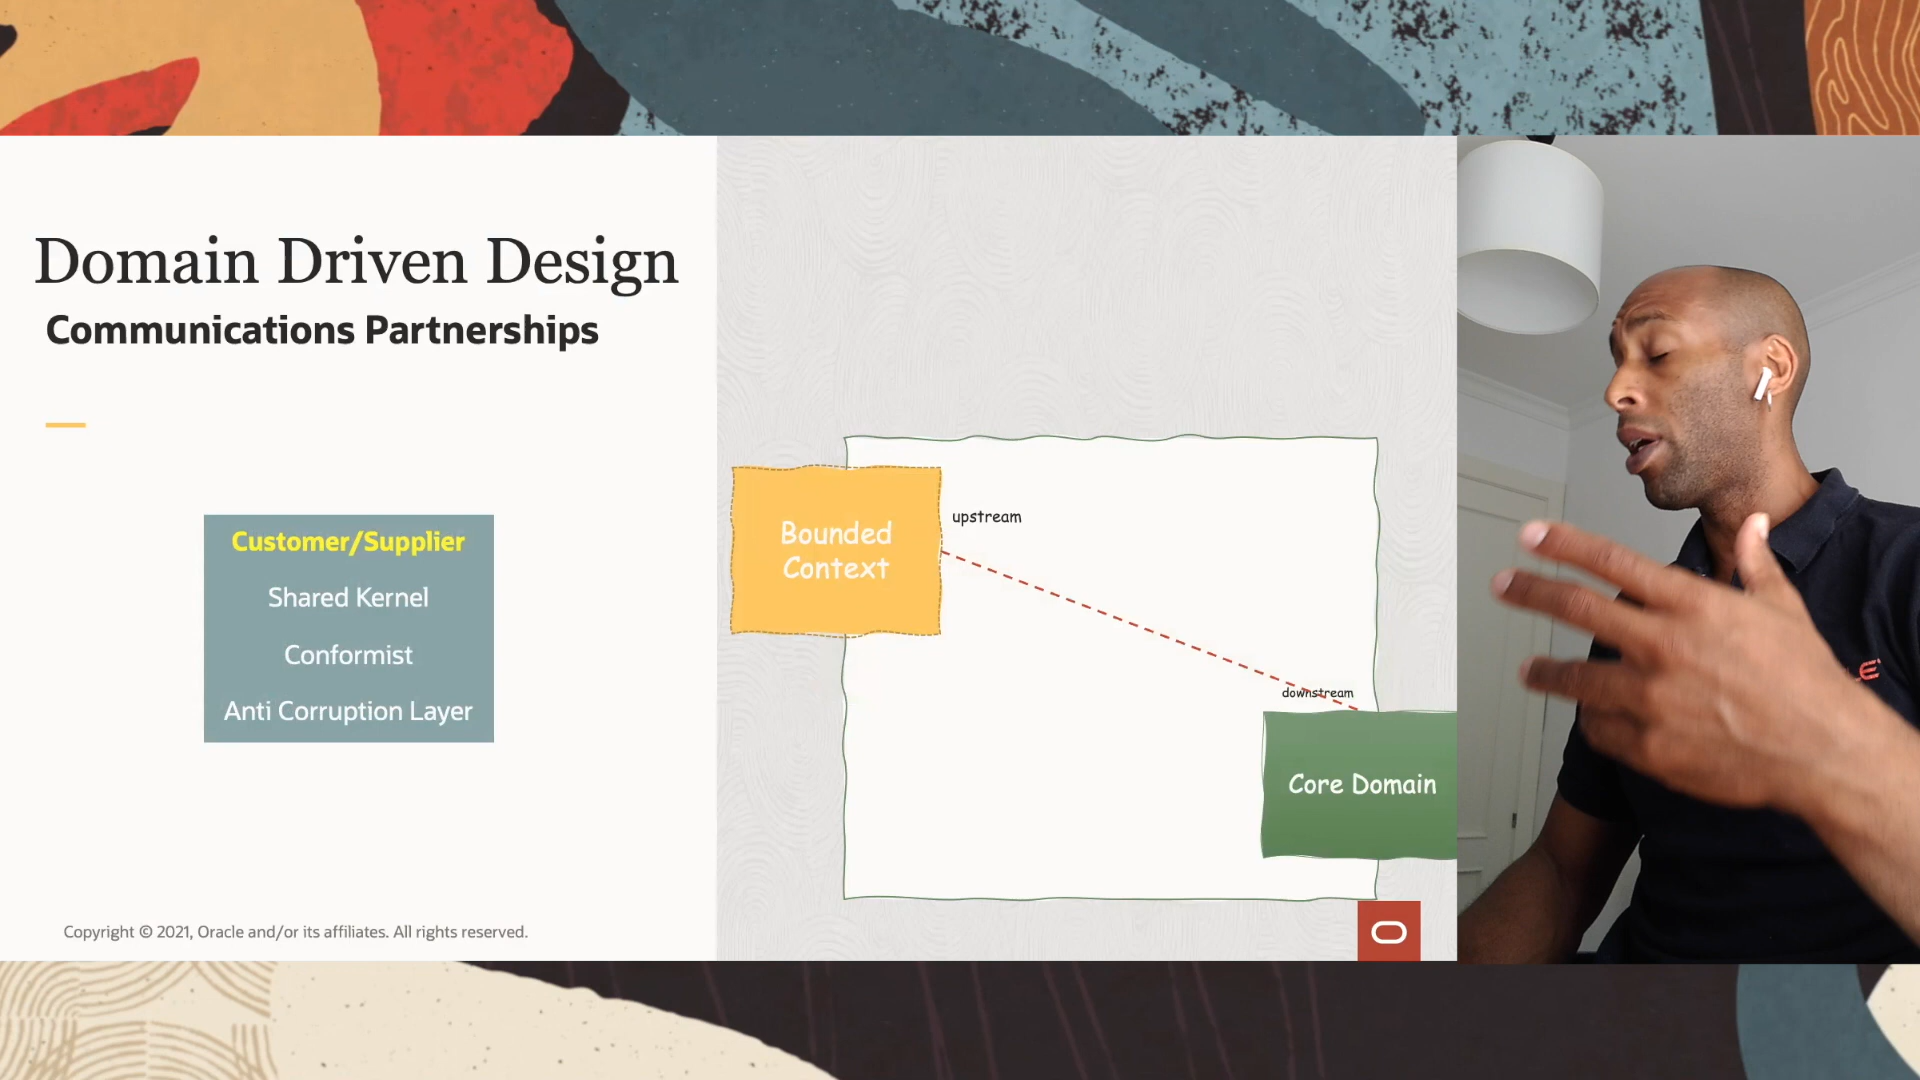 Domain Driven Design
Communications Partnerships
Customer/Supplier
Shared Kernel
Conformist
Anti Corruption Layer
Bounded
Context
upstream
downstream
Core Domain
Copyright © 2021, Oracle and/or its affiliates. All rights reserved.
LE